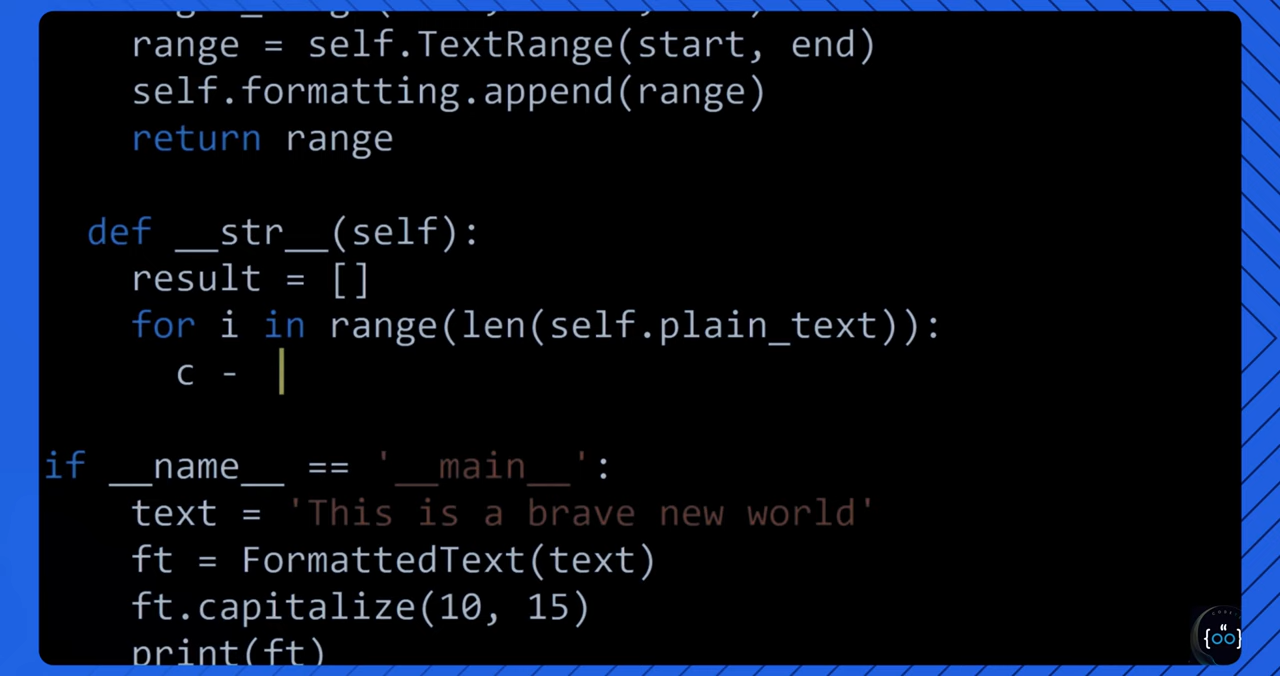 range = self.TextRange(start, end)
self.formatting.append(range)
return range
def __str__(self):
result = []
for i in range(len(self.plain_text)):
c -
if __name__ == '__main__':
text = 'This is a brave new world'
ft = FormattedText(text)
ft.capitalize(10, 15)
print(ft)